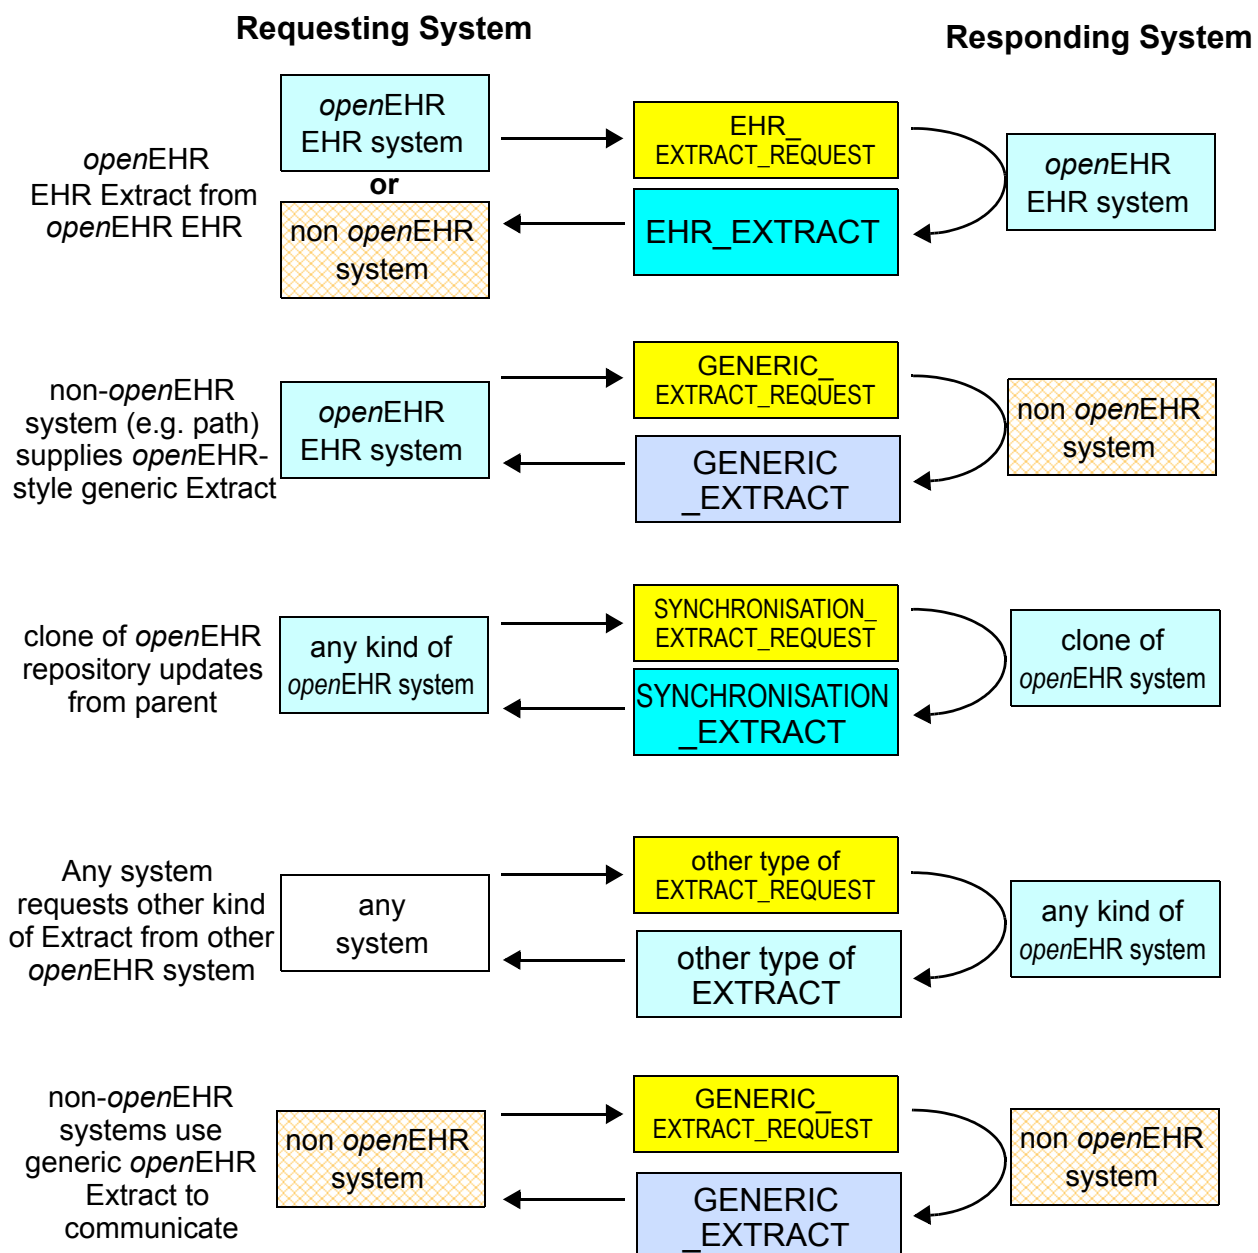 Requesting System
Responding System
openEHR
EHR Extract from
openEHR EHR
openEHR
EHR system
or
non openEHR
system
EHR_
EXTRACT_REQUEST
EHR_EXTRACT
openEHR
EHR system
non-openEHR
system (e.g. path)
supplies openEHR-
style generic Extract
openEHR
EHR system
GENERIC_
EXTRACT_REQUEST
GENERIC
_EXTRACT
non openEHR
system
clone of openEHR
repository updates
from parent
any kind of
openEHR system
SYNCHRONISATION_
EXTRACT_REQUEST
SYNCHRONISATION
_EXTRACT
clone of
openEHR system
Any system
requests other kind
of Extract from other
openEHR system
any
system
other type of
EXTRACT_REQUEST
other type of
EXTRACT
any kind of
openEHR system
non-openEHR
systems use
generic openEHR
Extract to
communicate
non openEHR
system
GENERIC_
EXTRACT_REQUEST
GENERIC
_EXTRACT
non openEHR
system